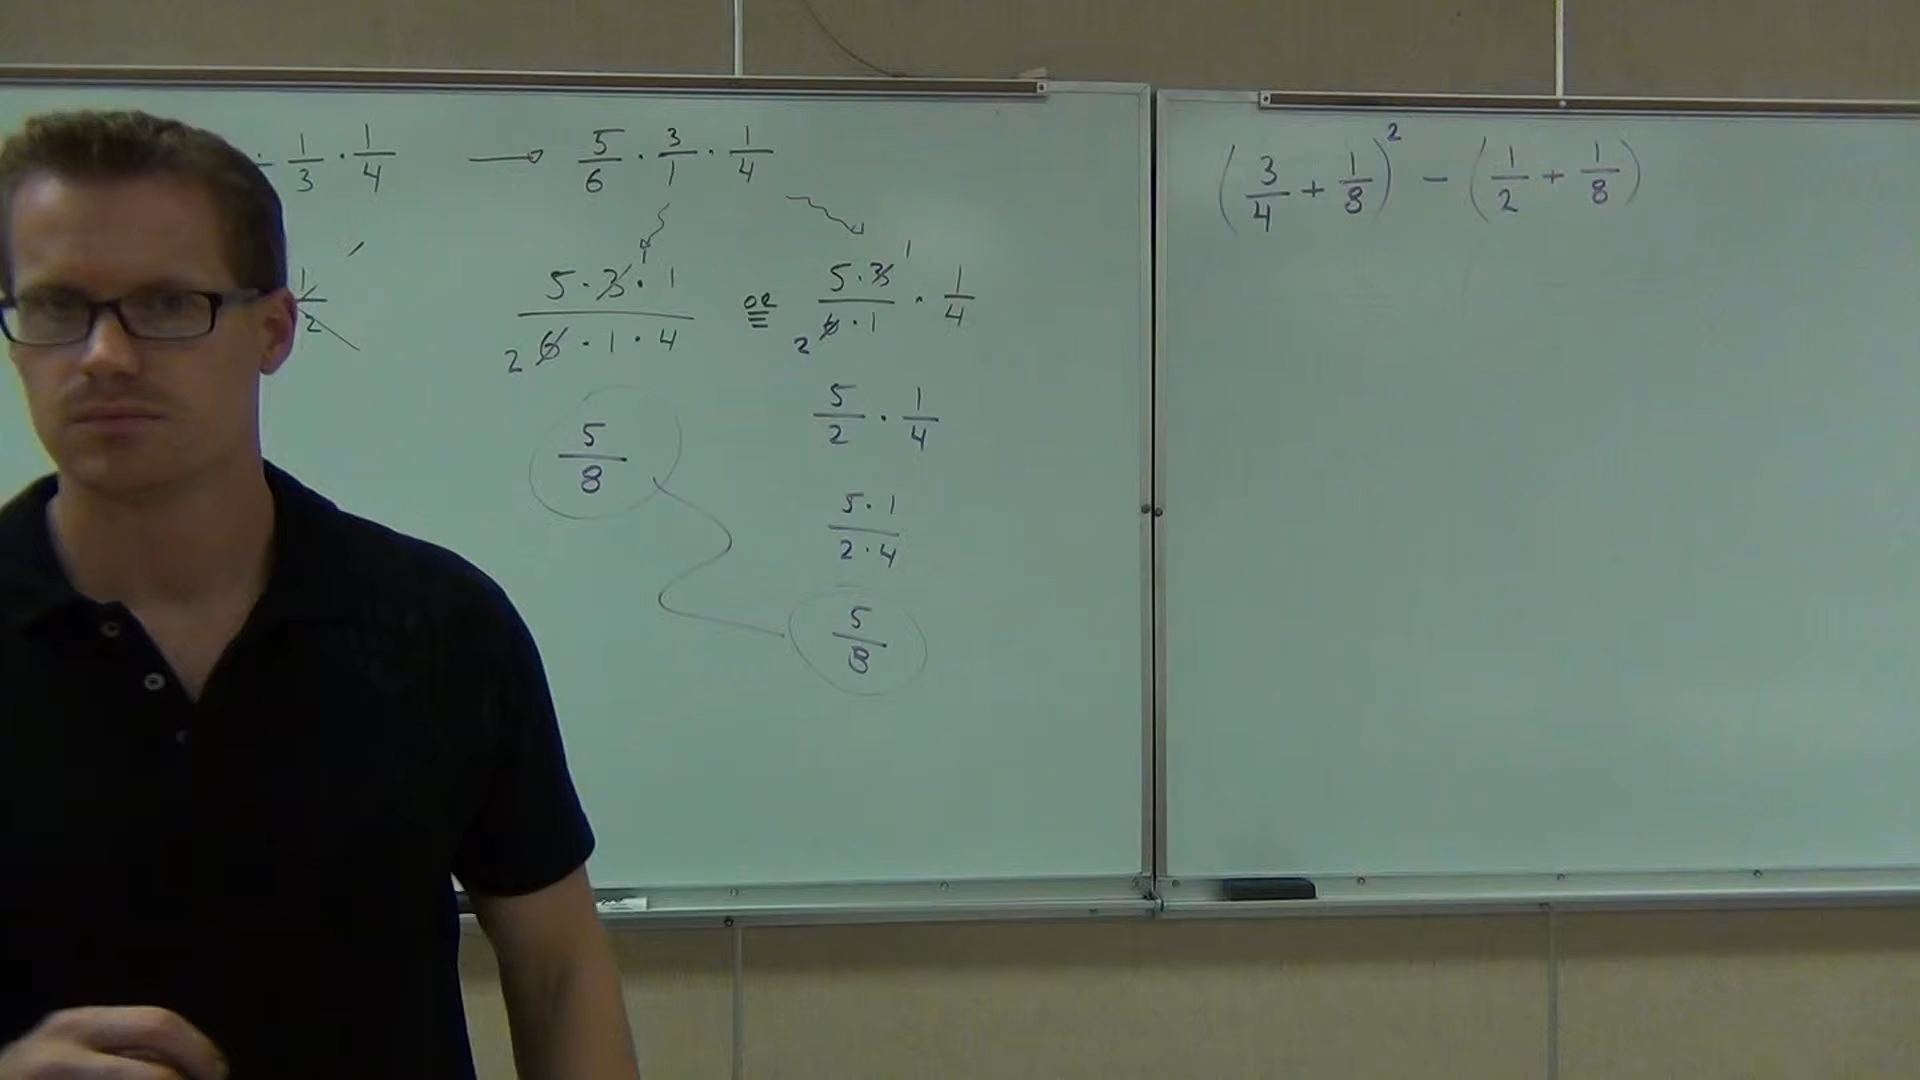 ÷ 1/3 · 1/4 → 5/6 · 3/1 · 1/4
1/2
(5 · 3 · 1)/(6 · 1 · 4) 2
5/8
or
(5 · 3)/(6 · 1) · 1/4 1 2
5/2 · 1/4
(5 · 1)/(2 · 4)
5/8
(3/4 + 1/8)² − (1/2 + 1/8)